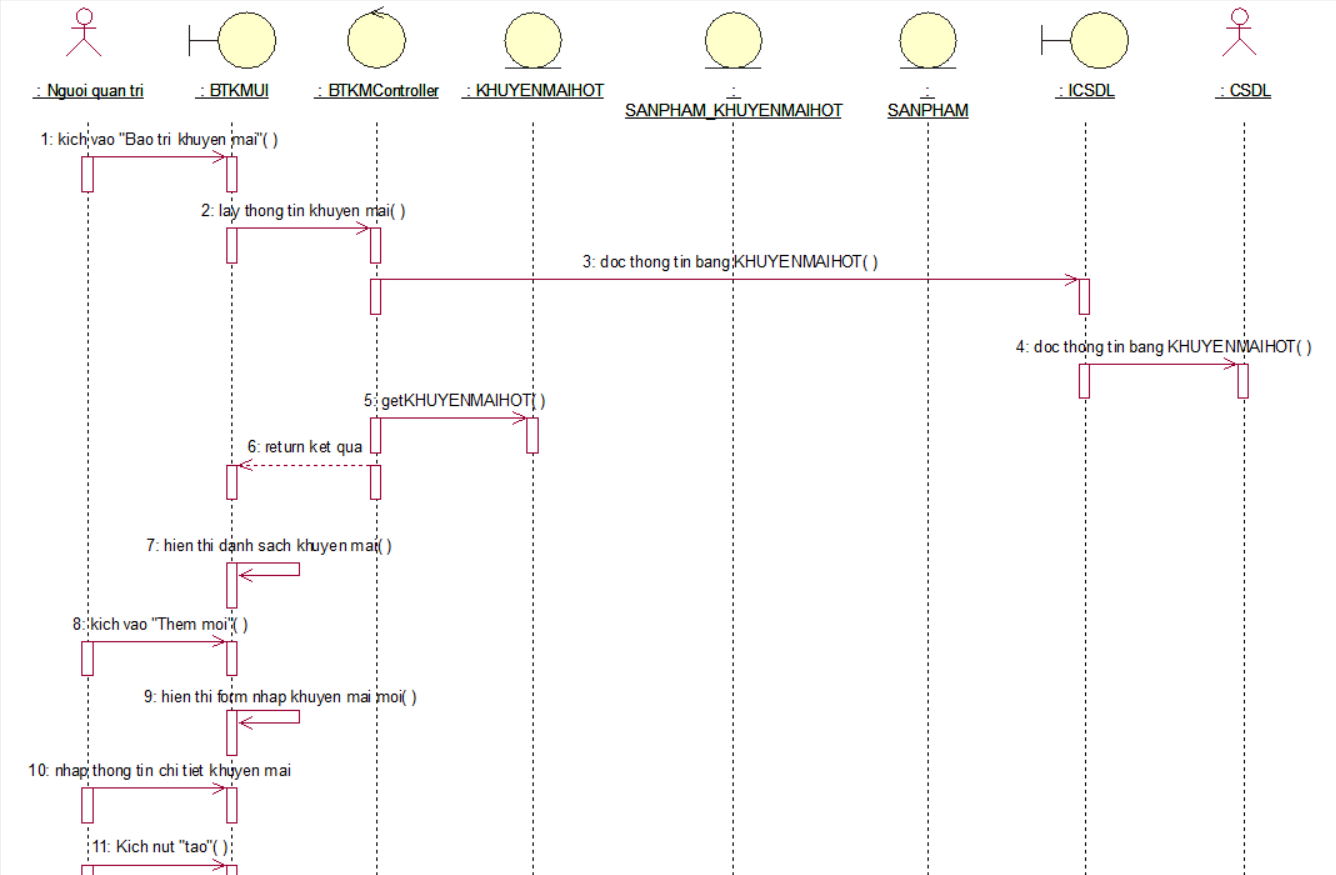 : Nguoi quan tri
: BTKMUI
: BTKMController
: KHUYENMAIHOT
:
SANPHAM_KHUYENMAIHOT
:
SANPHAM
: ICSDL
: CSDL
1: kich vao "Bao tri khuyen mai"( )
2: lay thong tin khuyen mai( )
3: doc thong tin bang KHUYENMAIHOT( )
4: doc thong tin bang KHUYENMAIHOT( )
5: getKHUYENMAIHOT( )
6: return ket qua
7: hien thi danh sach khuyen mai( )
8: kich vao "Them moi"( )
9: hien thi form nhap khuyen mai moi( )
10: nhap thong tin chi tiet khuyen mai
11: Kich nut "tao"( )